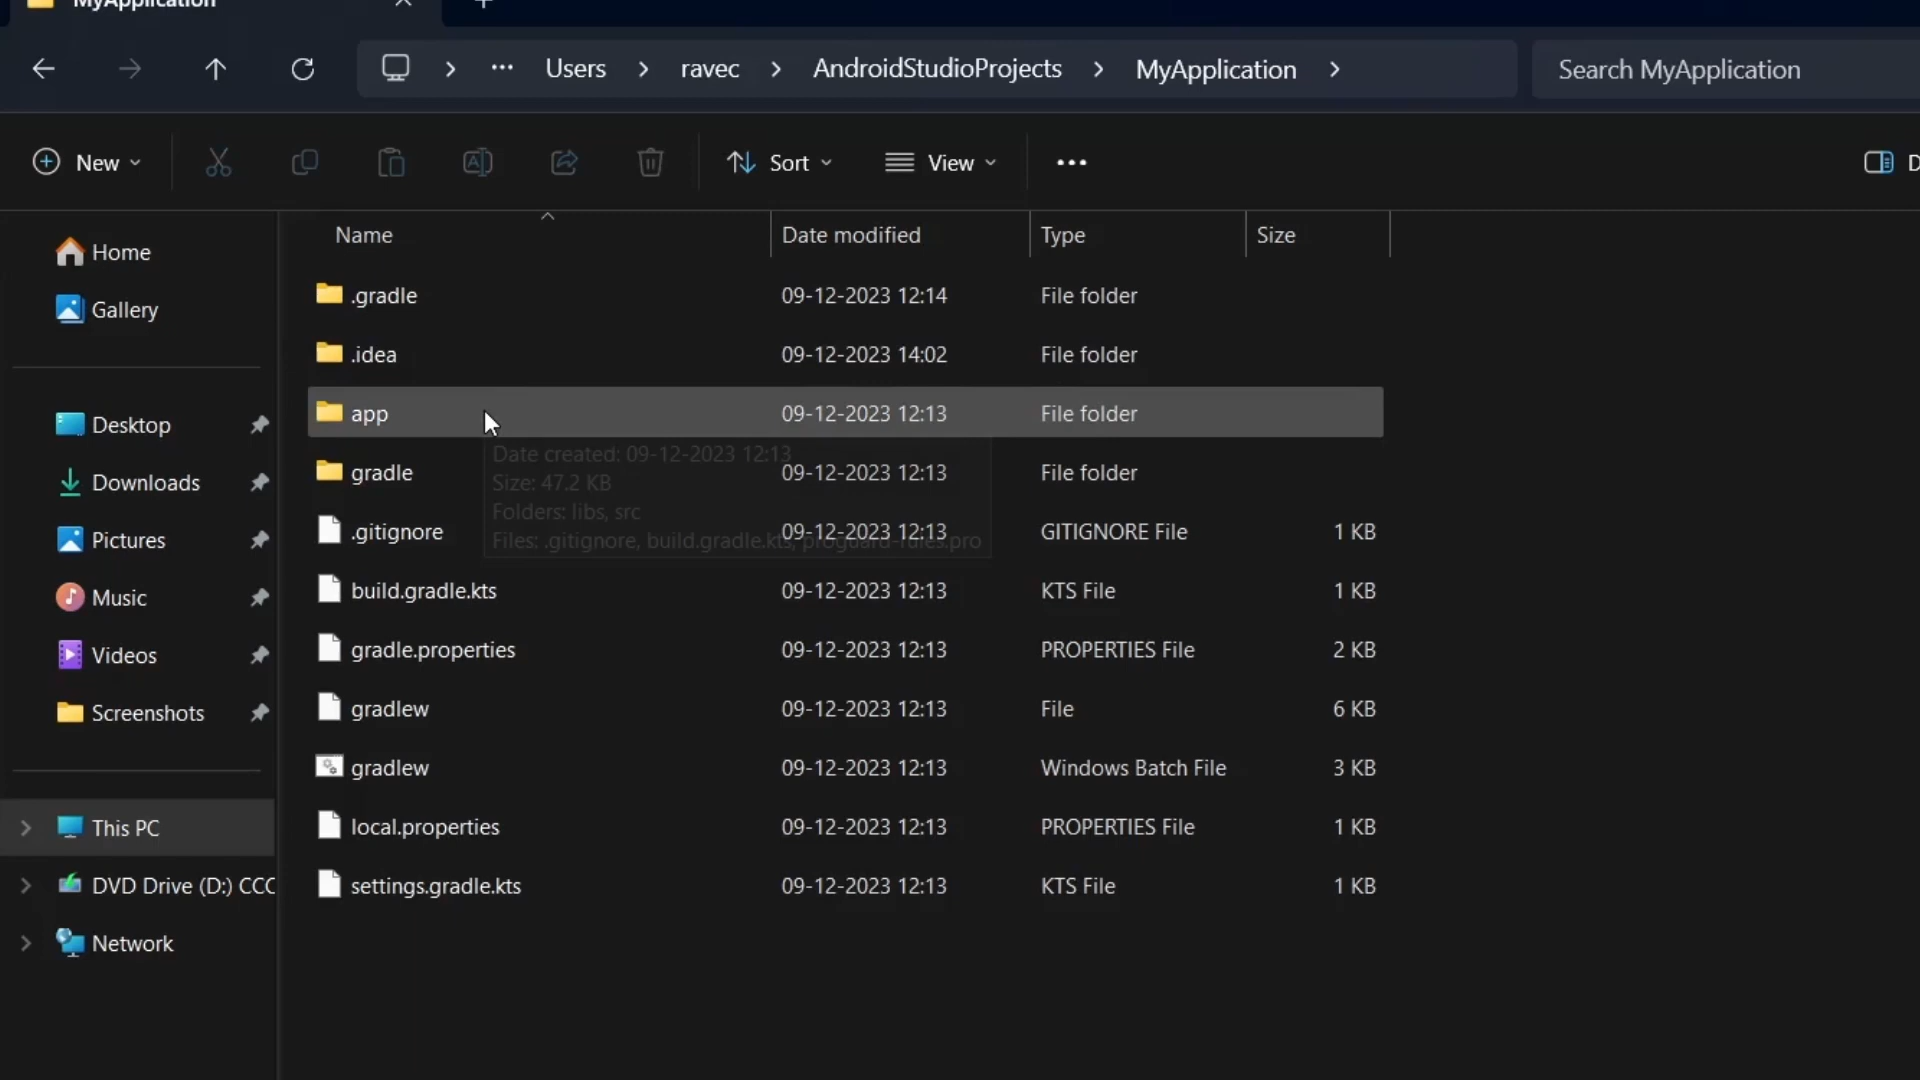 MyApplication
Users
ravec
AndroidStudioProjects
MyApplication
Search MyApplication
New
Sort
View
Name
Date modified
Type
Size
Home
Gallery
Desktop
Downloads
Pictures
Music
Videos
Screenshots
This PC
DVD Drive (D:) CCC
Network
.gradle 09-12-2023 12:14 File folder
.idea 09-12-2023 14:02 File folder
app 09-12-2023 12:13 File folder
Date created: 09-12-2023 12:13
Size: 47.2 KB
Folders: libs, src
Files: .gitignore, build.gradle.kts, proguard-rules.pro
gradle 09-12-2023 12:13 File folder
.gitignore 09-12-2023 12:13 GITIGNORE File 1 KB
build.gradle.kts 09-12-2023 12:13 KTS File 1 KB
gradle.properties 09-12-2023 12:13 PROPERTIES File 2 KB
gradlew 09-12-2023 12:13 File 6 KB
gradlew 09-12-2023 12:13 Windows Batch File 3 KB
local.properties 09-12-2023 12:13 PROPERTIES File 1 KB
settings.gradle.kts 09-12-2023 12:13 KTS File 1 KB